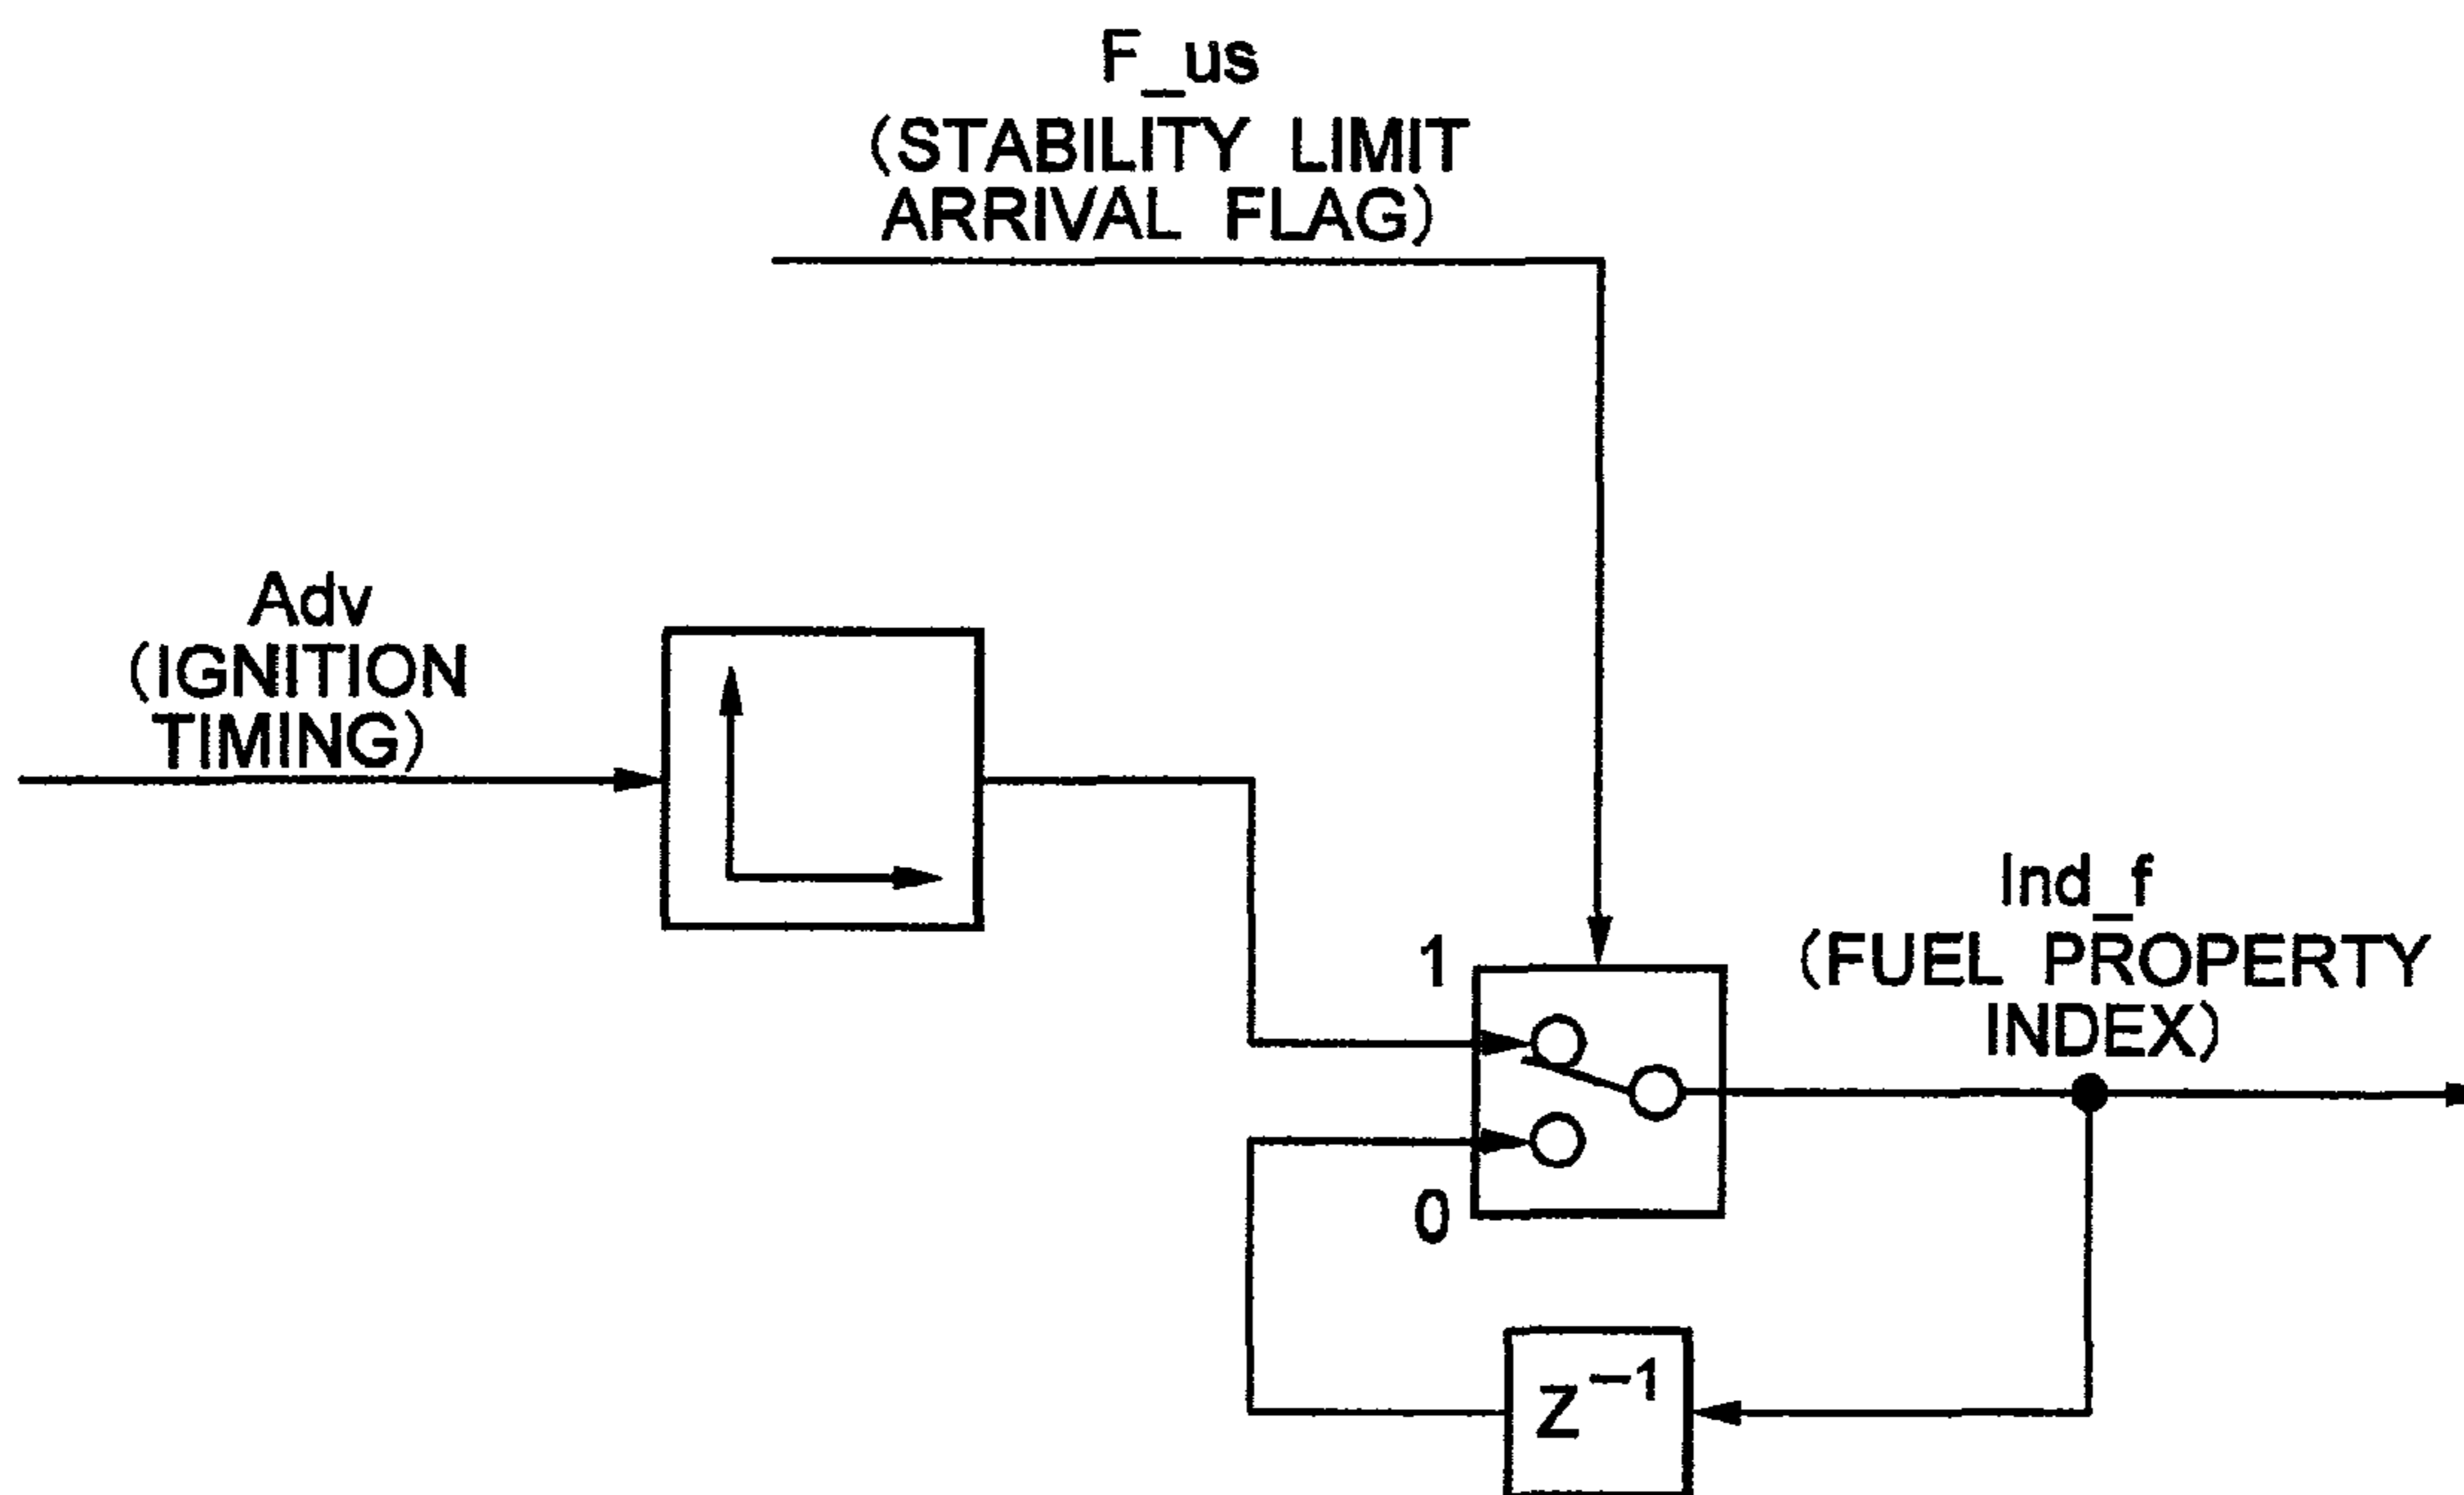 F_us
(STABILITY LIMIT
ARRIVAL FLAG)
Adv
(IGNITION
TIMING)
Ind_f
(FUEL PROPERTY
INDEX)
1
0
Z⁻¹